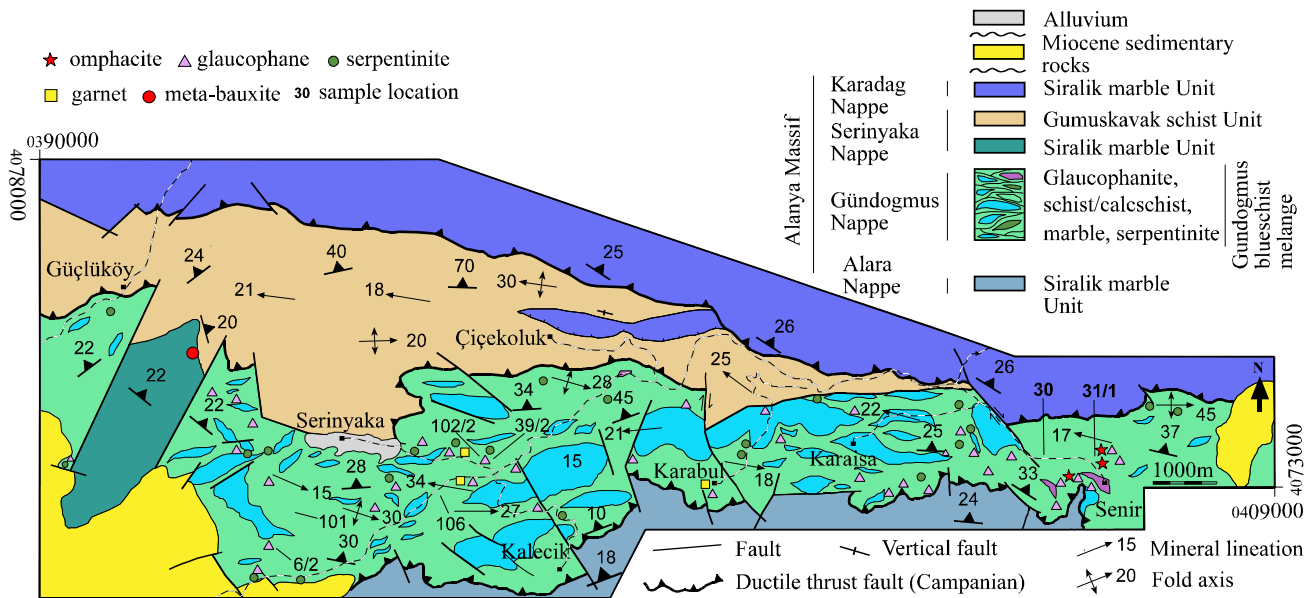 omphacite glaucophane serpentinite
garnet meta-bauxite 30 sample location
Alluvium
Miocene sedimentary
rocks
Karadag
Nappe
Siralik marble Unit
Serinyaka
Nappe
Gumuskavak schist Unit
Siralik marble Unit
Alanya Massif
Gündogmus
Nappe
Glaucophanite,
schist/calcschist,
marble, serpentinite
Gundogmus
blueschist
melange
Alara
Nappe
Siralik marble
Unit
0390000
4078000
25
40
70
24
30
Güçlüköy
21
18
20
Çiçekoluk
20
26
22
25
26
22
34
28
N
30
31/1
22
45
45
Serinyaka
102/2
39/2
21
22
25
17
37
28
34
15
Karabul
Karaisa
18
33
1000m
4073000
15
101
30
106
27
10
24
Senir
0409000
30
6/2
Kalecik
18
Fault
Vertical fault
15 Mineral lineation
Ductile thrust fault (Campanian)
20 Fold axis